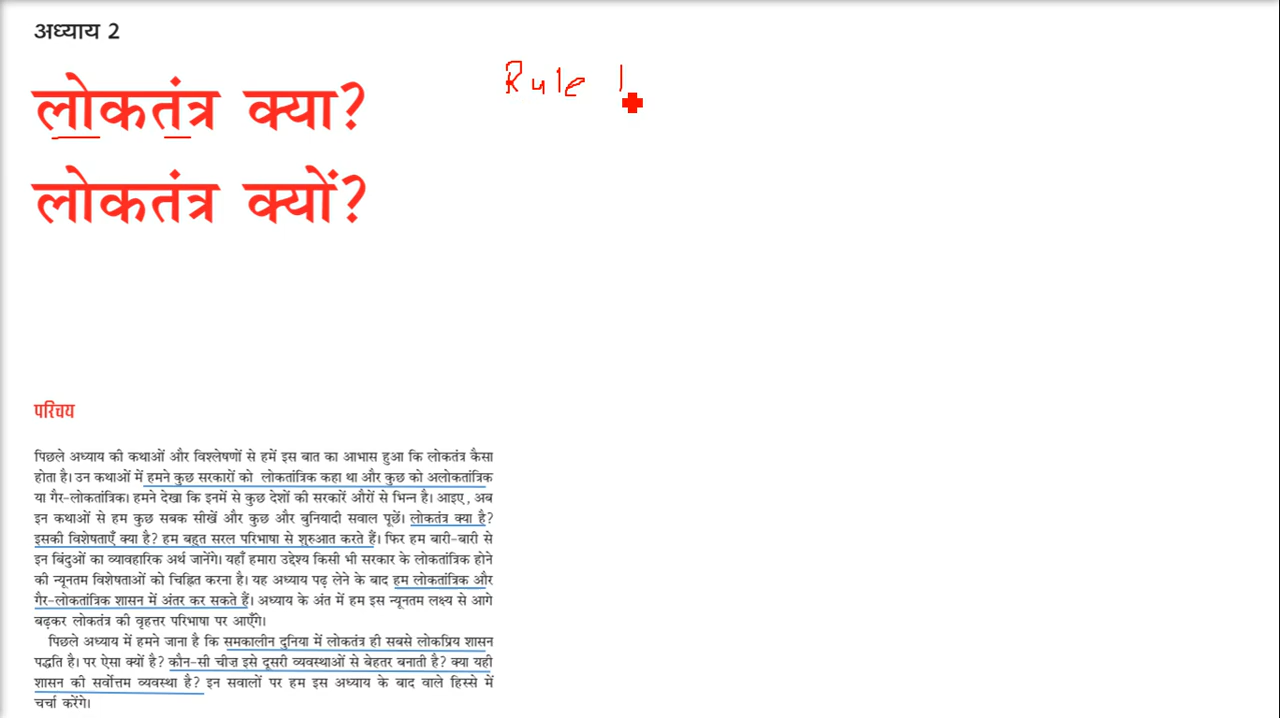 अध्याय 2
लोकतंत्र क्या?
Rule
लोकतंत्र क्यों?
परिचय
पिछले अध्याय की कथाओं और विश्लेषणों से हमें इस बात का आभास हुआ कि लोकतंत्र कैसा
होता है। उन कथाओं में हमने कुछ सरकारों को लोकतांत्रिक कहा था और कुछ को अलोकतांत्रिक
या गैर-लोकतांत्रिक। हमने देखा कि इनमें से कुछ देशों की सरकारें औरों से भिन्न है। आइए, अब
इन कथाओं से हम कुछ सबक सीखें और कुछ और बुनियादी सवाल पूछें। लोकतंत्र क्या है?
इसकी विशेषताएँ क्या है? हम बहुत सरल परिभाषा से शुरुआत करते हैं। फिर हम बारी-बारी से
इन बिंदुओं का व्यावहारिक अर्थ जानेंगे। यहाँ हमारा उद्देश्य किसी भी सरकार के लोकतांत्रिक होने
की न्यूनतम विशेषताओं को चिह्नित करना है। यह अध्याय पढ़ लेने के बाद हम लोकतांत्रिक और
गैर-लोकतांत्रिक शासन में अंतर कर सकते हैं। अध्याय के अंत में हम इस न्यूनतम लक्ष्य से आगे
बढ़कर लोकतंत्र की वृहत्तर परिभाषा पर आएँगे।
पिछले अध्याय में हमने जाना है कि समकालीन दुनिया में लोकतंत्र ही सबसे लोकप्रिय शासन
पद्धति है। पर ऐसा क्यों है? कौन-सी चीज़ इसे दूसरी व्यवस्थाओं से बेहतर बनाती है? क्या यही
शासन की सर्वोत्तम व्यवस्था है? इन सवालों पर हम इस अध्याय के बाद वाले हिस्से में
चर्चा करेंगे।